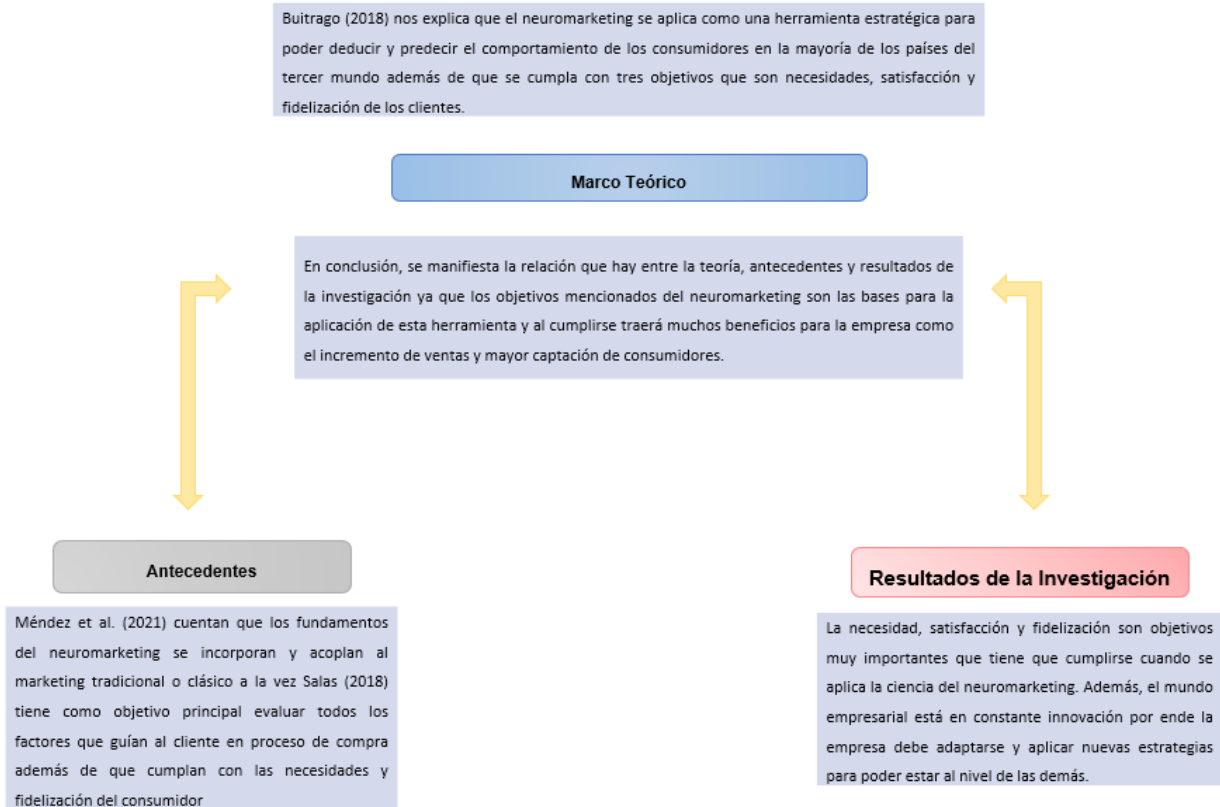 Buitrago (2018) nos explica que el neuromarketing se aplica como una herramienta estratégica para
poder deducir y predecir el comportamiento de los consumidores en la mayoría de los países del
tercer mundo además de que se cumpla con tres objetivos que son necesidades, satisfacción y
fidelización de los clientes.
Marco Teórico
En conclusión, se manifiesta la relación que hay entre la teoría, antecedentes y resultados de
la investigación ya que los objetivos mencionados del neuromarketing son las bases para la
aplicación de esta herramienta y al cumplirse traerá muchos beneficios para la empresa como
el incremento de ventas y mayor captación de consumidores.
Antecedentes
Méndez et al. (2021) cuentan que los fundamentos
del neuromarketing se incorporan y acoplan al
marketing tradicional o clásico a la vez Salas (2018)
tiene como objetivo principal evaluar todos los
factores que guían al cliente en proceso de compra
además de que cumplan con las necesidades y
fidelización del consumidor
Resultados de la Investigación
La necesidad, satisfacción y fidelización son objetivos
muy importantes que tiene que cumplirse cuando se
aplica la ciencia del neuromarketing. Además, el mundo
empresarial está en constante innovación por ende la
empresa debe adaptarse y aplicar nuevas estrategias
para poder estar al nivel de las demás.